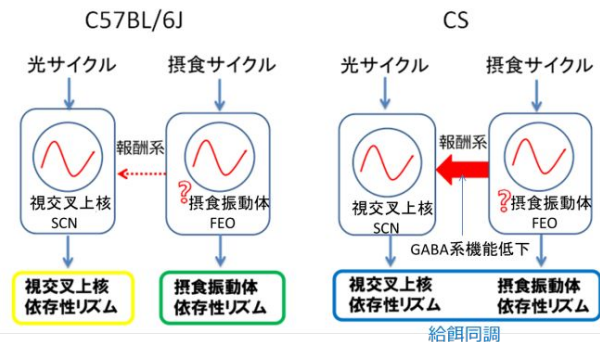 C57BL/6J
光サイクル
摂食サイクル
報酬系
視交叉上核
SCN
?
摂食振動体
FEO
視交叉上核
依存性リズム
摂食振動体
依存性リズム
CS
光サイクル
摂食サイクル
報酬系
視交叉上核
SCN
?
摂食振動体
FEO
GABA系機能低下
視交叉上核
依存性リズム
摂食振動体
依存性リズム
給餌同調